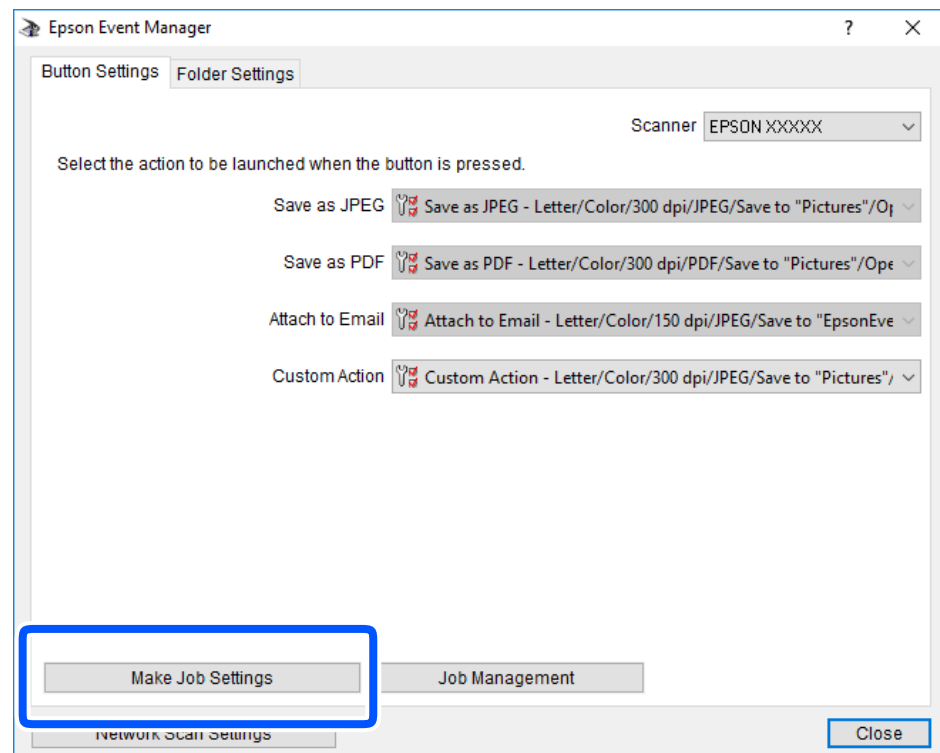 Epson Event Manager
Button Settings Folder Settings
Scanner EPSON XXXXX
Select the action to be launched when the button is pressed.
Save as JPEG Save as JPEG - Letter/Color/300 dpi/JPEG/Save to "Pictures"/Op
Save as PDF Save as PDF - Letter/Color/300 dpi/PDF/Save to "Pictures"/Ope
Attach to Email Attach to Email - Letter/Color/150 dpi/JPEG/Save to "EpsonEve
Custom Action Custom Action - Letter/Color/300 dpi/JPEG/Save to "Pictures"/
Make Job Settings Job Management
Network Scan Settings Close